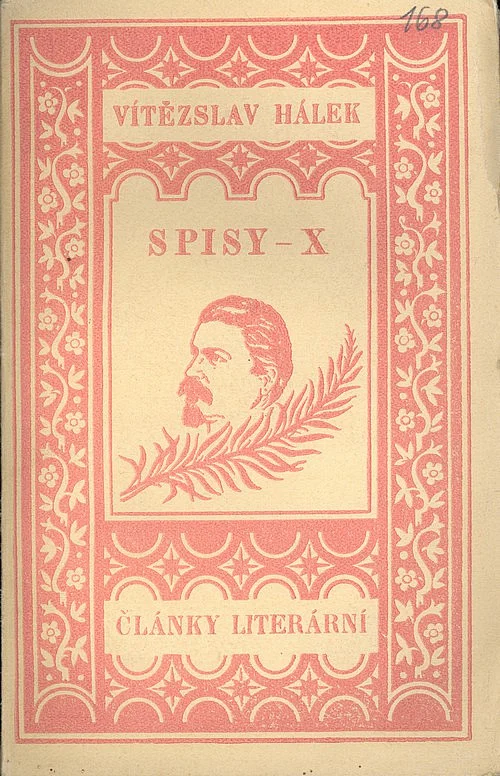 168
VÍTĚZSLAV HÁLEK
SPISY – X
ČLÁNKY LITERÁRNÍ